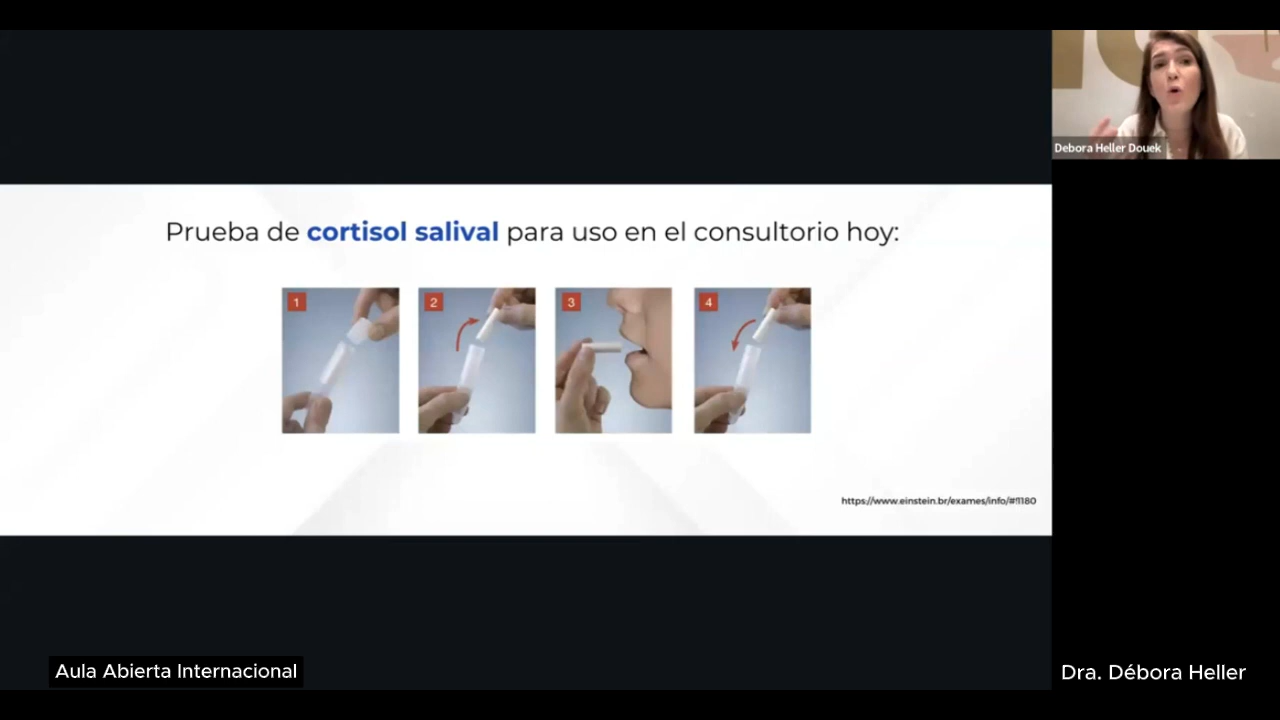 Debora Heller Douek
Prueba de cortisol salival para uso en el consultorio hoy:
1
2
3
4
https://www.einstein.br/exames/info/#!1180
Aula Abierta Internacional
Dra. Débora Heller